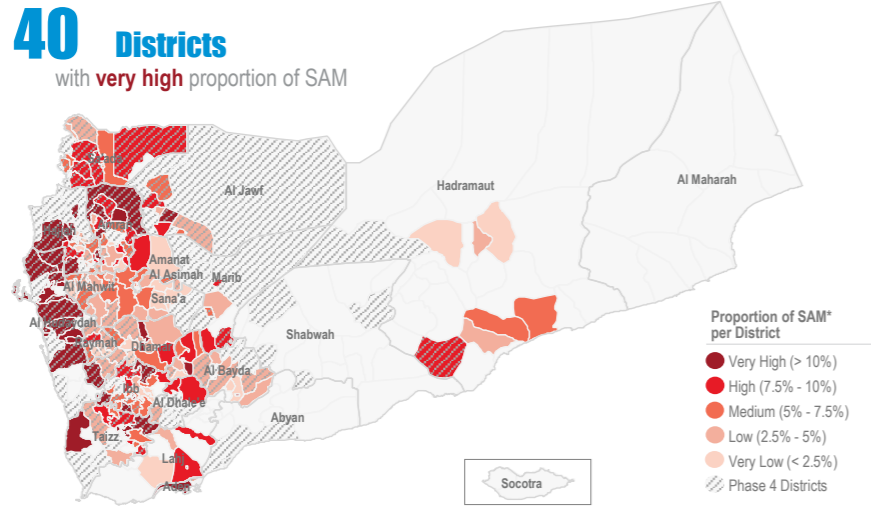 40 Districts
with very high proportion of SAM
Sa'ada
Al Jawf
Hadramaut
Al Maharah
Amran
Hajjah
Amanat
Al Asimah
Marib
Al Mahwit
Sana'a
Al Hudaydah
Raymah
Dhamar
Shabwah
Al Bayda
Ibb
Al Dhale'e
Abyan
Taizz
Lahj
Aden
Socotra
Proportion of SAM*
per District
Very High (> 10%)
High (7.5% - 10%)
Medium (5% - 7.5%)
Low (2.5% - 5%)
Very Low (< 2.5%)
Phase 4 Districts